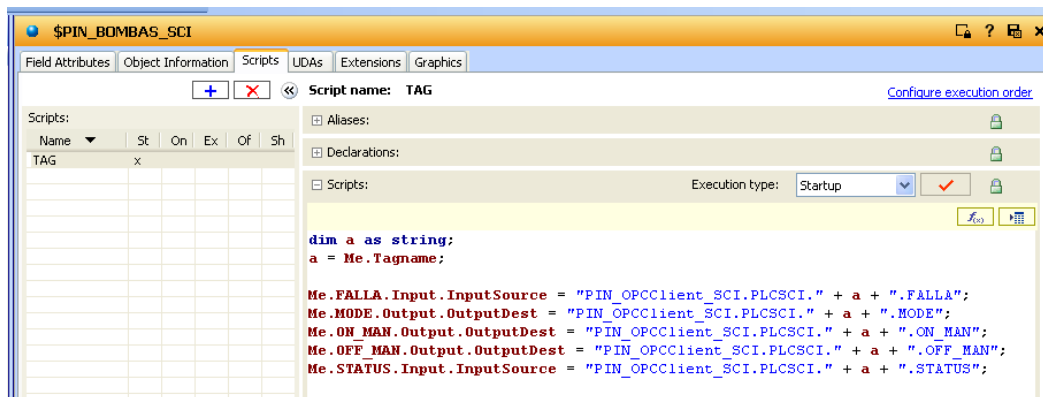 $PIN_BOMBAS_SCI ?
Field Attributes Object Information Scripts UDAs Extensions Graphics
Script name: TAG Configure execution order
Scripts: Aliases:
Name St On Ex Of Sh
Declarations:
TAG x
Scripts: Execution type: Startup
f(x)
dim a as string;
a = Me.Tagname;
Me.FALLA.Input.InputSource = "PIN_OPCClient_SCI.PLCSCI." + a + ".FALLA";
Me.MODE.Output.OutputDest = "PIN_OPCClient_SCI.PLCSCI." + a + ".MODE";
Me.ON_MAN.Output.OutputDest = "PIN_OPCClient_SCI.PLCSCI." + a + ".ON_MAN";
Me.OFF_MAN.Output.OutputDest = "PIN_OPCClient_SCI.PLCSCI." + a + ".OFF_MAN";
Me.STATUS.Input.InputSource = "PIN_OPCClient_SCI.PLCSCI." + a + ".STATUS";